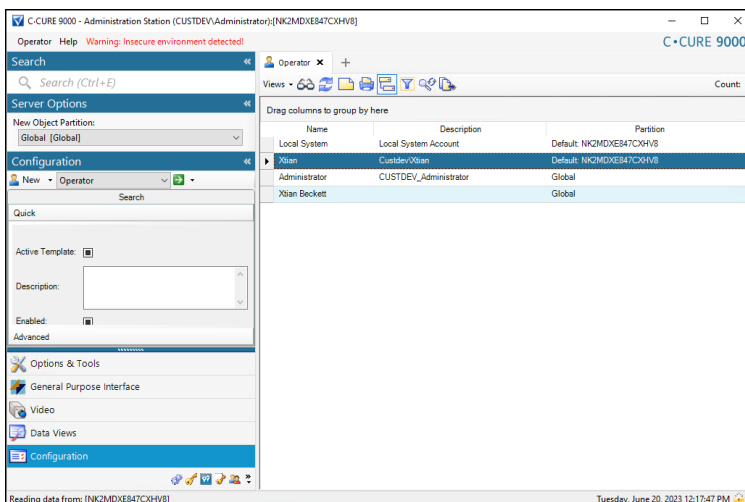 C•CURE 9000 - Administration Station (CUSTDEV\Administrator):[NK2MDXE847CXHV8]
Operator Help Warning: Insecure environment detected!
C•CURE 9000
Search
Search (Ctrl+E)
Server Options
New Object Partition:
Global [Global]
Configuration
New Operator
Search
Quick
Active Template:
Description:
Enabled:
Advanced
Options & Tools
General Purpose Interface
Video
Data Views
Configuration
Operator
Views
Count:
Drag columns to group by here
Name Description Partition
Local System Local System Account Default: NK2MDXE847CXHV8
Xtian Custdev\Xtian Default: NK2MDXE847CXHV8
Administrator CUSTDEV_Administrator Global
Xtian Beckett Global
Reading data from: [NK2MDXE847CXHV8]
Tuesday, June 20, 2023 12:17:47 PM